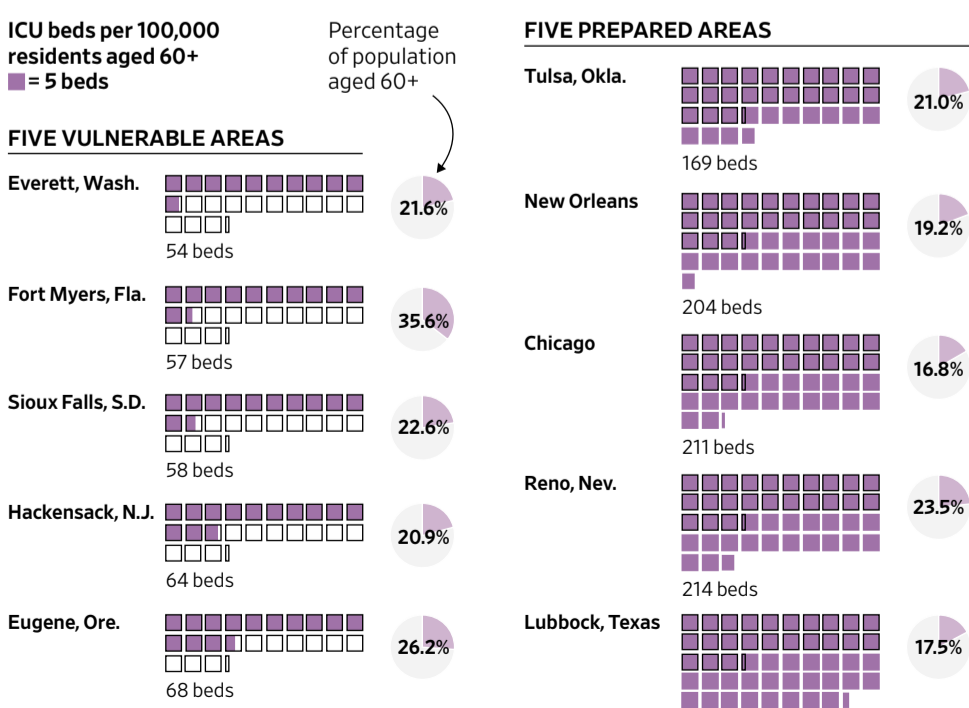 ICU beds per 100,000
residents aged 60+
= 5 beds
Percentage
of population
aged 60+
FIVE VULNERABLE AREAS
Everett, Wash.
54 beds
21.6%
Fort Myers, Fla.
57 beds
35.6%
Sioux Falls, S.D.
58 beds
22.6%
Hackensack, N.J.
64 beds
20.9%
Eugene, Ore.
68 beds
26.2%
FIVE PREPARED AREAS
Tulsa, Okla.
169 beds
21.0%
New Orleans
204 beds
19.2%
Chicago
211 beds
16.8%
Reno, Nev.
214 beds
23.5%
Lubbock, Texas
17.5%